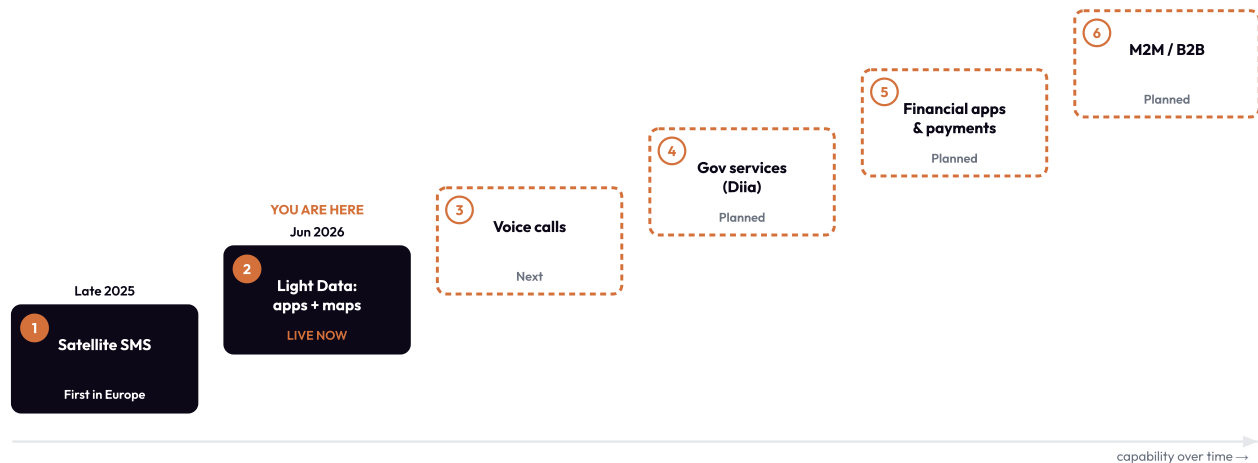 Late 2025
1
Satellite SMS
First in Europe
YOU ARE HERE
Jun 2026
2
Light Data:
apps + maps
LIVE NOW
3
Voice calls
Next
4
Gov services
(Diia)
Planned
5
Financial apps
& payments
Planned
6
M2M / B2B
Planned
capability over time →